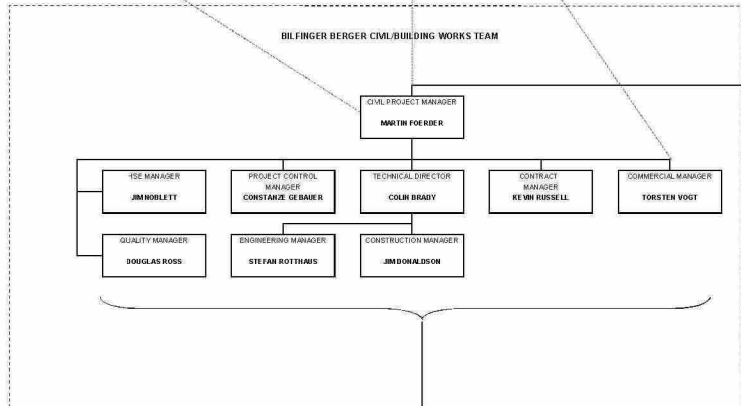 BILFINGER BERGER CIVIL/BUILDING WORKS TEAM
CIVIL PROJECT MANAGER
MARTIN FOERDER
HSE MANAGER
JIM NOBLETT
PROJECT CONTROL
MANAGER
CONSTANZE GEBAUER
TECHNICAL DIRECTOR
COLIN BRADY
CONTRACT
MANAGER
KEVIN RUSSELL
COMMERCIAL MANAGER
TORSTEN VOGT
QUALITY MANAGER
DOUGLAS ROSS
ENGINEERING MANAGER
STEFAN ROTTHAUS
CONSTRUCTION MANAGER
JIM DONALDSON